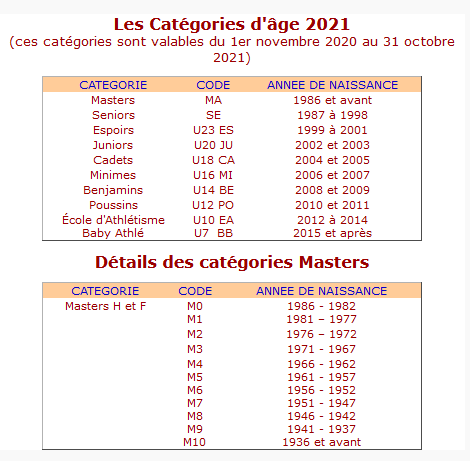 Les Catégories d'âge 2021
(ces catégories sont valables du 1er novembre 2020 au 31 octobre
2021)
CATEGORIE CODE ANNEE DE NAISSANCE
Masters MA 1986 et avant
Seniors SE 1987 à 1998
Espoirs U23 ES 1999 à 2001
Juniors U20 JU 2002 et 2003
Cadets U18 CA 2004 et 2005
Minimes U16 MI 2006 et 2007
Benjamins U14 BE 2008 et 2009
Poussins U12 PO 2010 et 2011
École d'Athlétisme U10 EA 2012 à 2014
Baby Athlé U7 BB 2015 et après
Détails des catégories Masters
CATEGORIE CODE ANNEE DE NAISSANCE
Masters H et F M0 1986 - 1982
M1 1981 – 1977
M2 1976 – 1972
M3 1971 - 1967
M4 1966 - 1962
M5 1961 - 1957
M6 1956 - 1952
M7 1951 - 1947
M8 1946 - 1942
M9 1941 - 1937
M10 1936 et avant